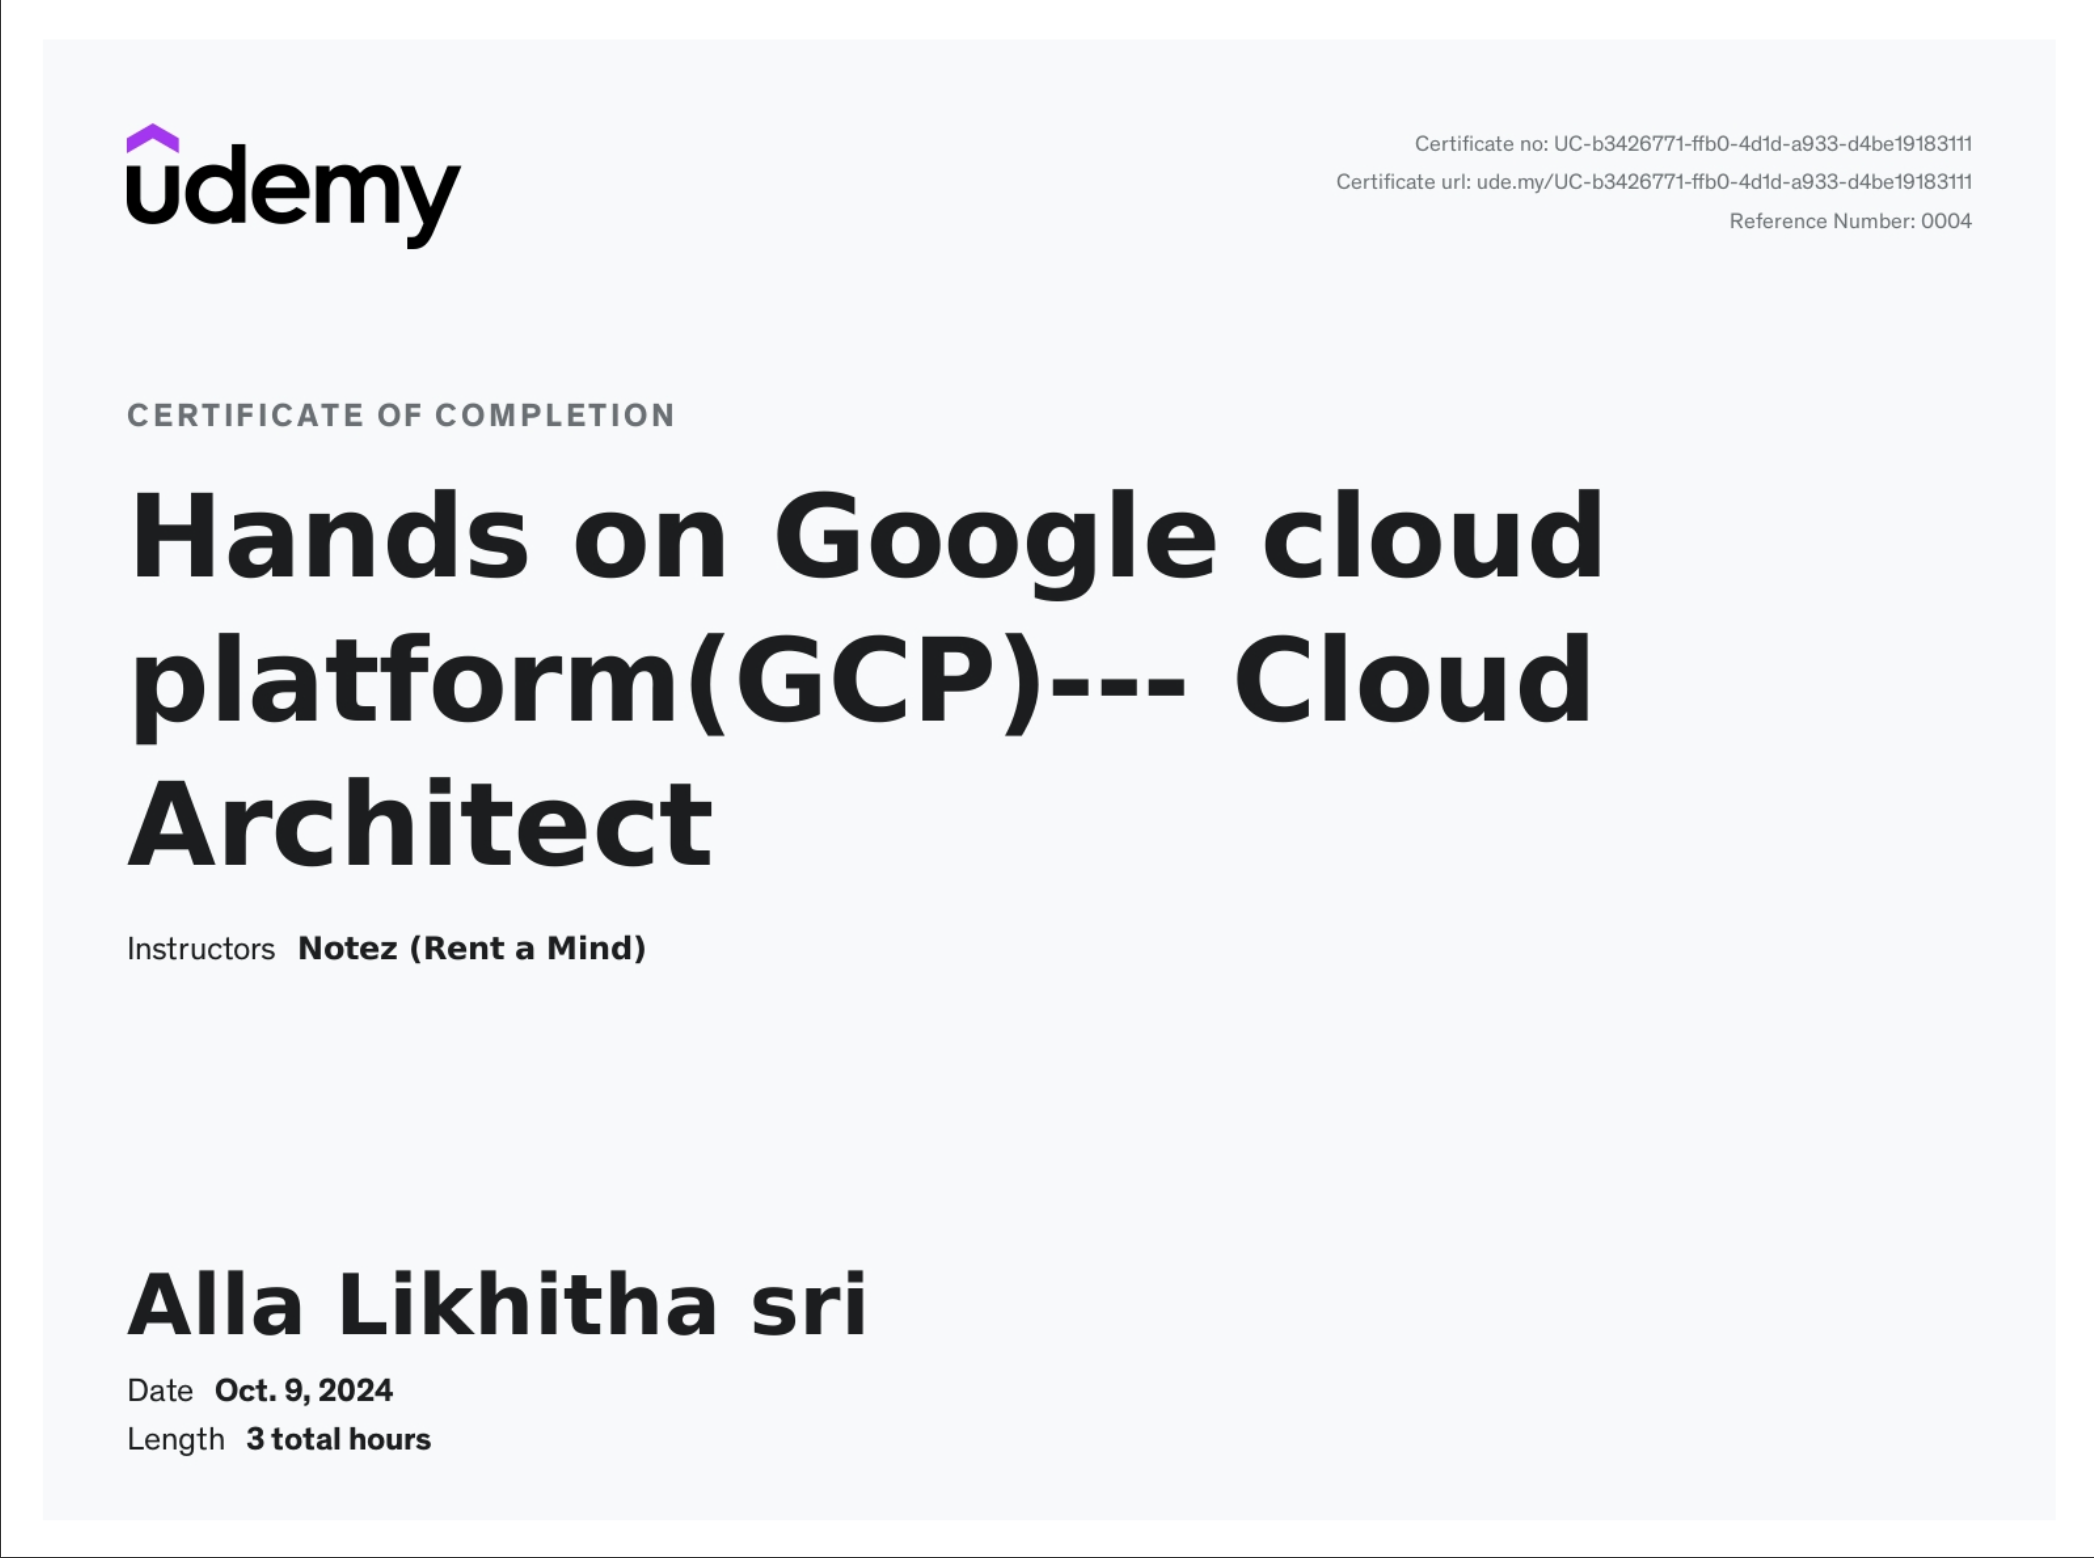 udemy
Certificate no: UC-b3426771-ffb0-4d1d-a933-d4be19183111
Certificate url: ude.my/UC-b3426771-ffb0-4d1d-a933-d4be19183111
Reference Number: 0004
CERTIFICATE OF COMPLETION
Hands on Google cloud
platform(GCP)--- Cloud
Architect
Instructors Notez (Rent a Mind)
Alla Likhitha sri
Date Oct. 9, 2024
Length 3 total hours